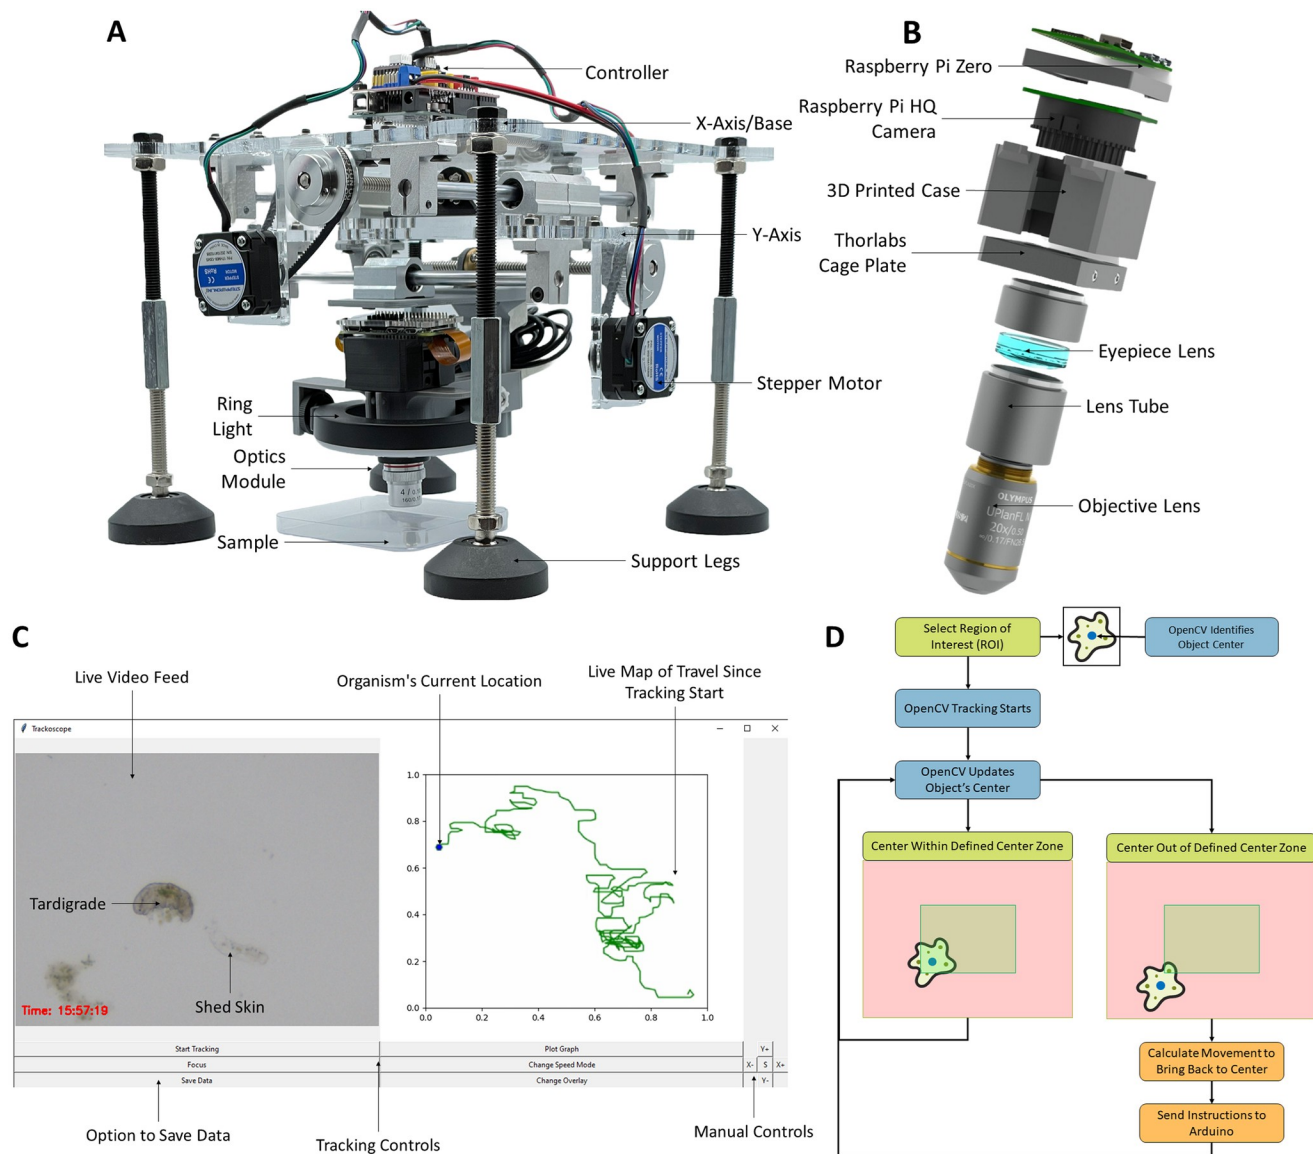 A
Controller
X-Axis/Base
Y-Axis
Stepper Motor
Ring
Light
Optics
Module
4 / 0.10
Sample
Support Legs
B
Raspberry Pi Zero
Raspberry Pi HQ
Camera
3D Printed Case
Thorlabs
Cage Plate
Eyepiece Lens
Lens Tube
Objective Lens
OLYMPUS
UPlanFL N
20x/0.50
C
Live Video Feed
Organism's Current Location
Live Map of Travel Since
Tracking Start
Trackoscope
Tardigrade
Shed Skin
Time: 15:57:19
1.0
0.8
0.6
0.4
0.2
0.0
0.0 0.2 0.4 0.6 0.8 1.0
Start Tracking Plot Graph Y+
Focus Change Speed Mode X- S X+
Save Data Change Overlay Y-
Option to Save Data
Tracking Controls
Manual Controls
D
Select Region of
Interest (ROI)
OpenCV Identifies
Object Center
OpenCV Tracking Starts
OpenCV Updates
Object's Center
Center Within Defined Center Zone
Center Out of Defined Center Zone
Calculate Movement to
Bring Back to Center
Send Instructions to
Arduino